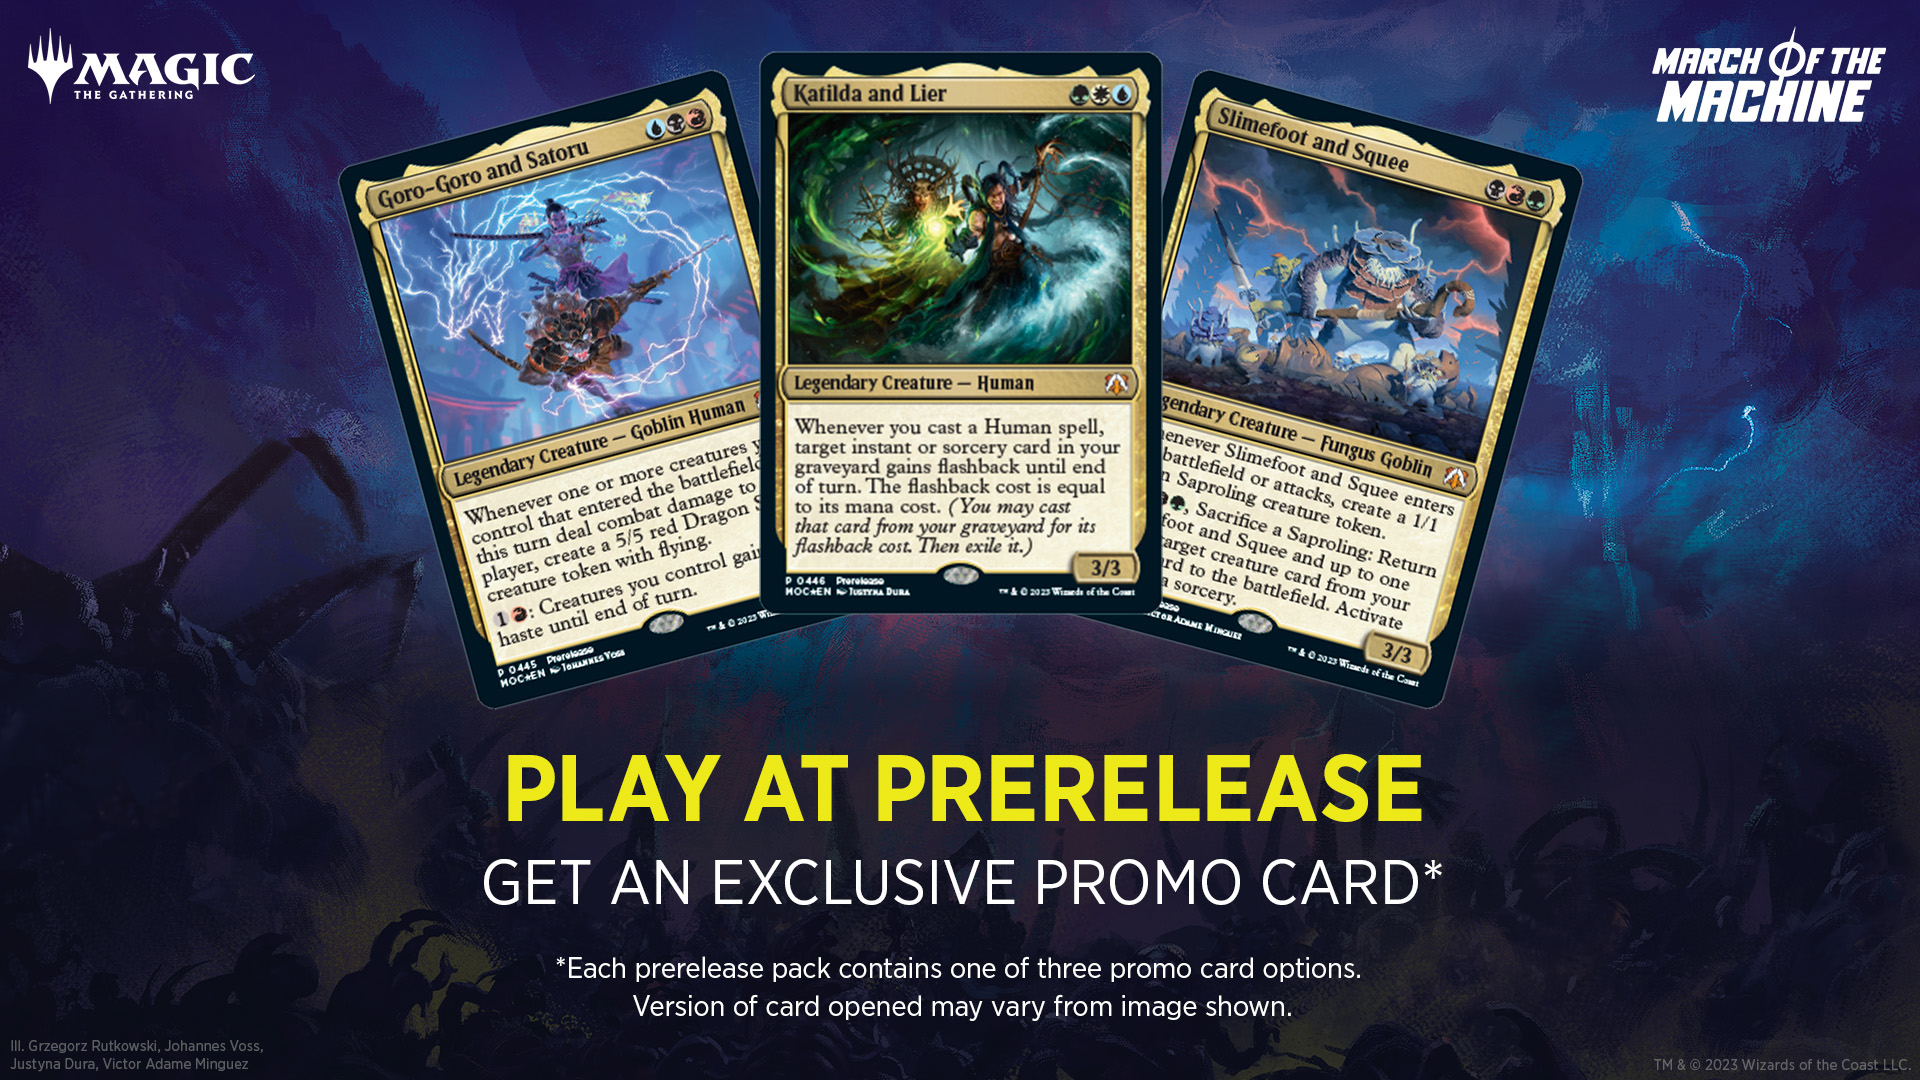 MAGIC
THE GATHERING
MARCH OF THE
MACHINE
Goro-Goro and Satoru
Legendary Creature — Goblin Human
Whenever one or more creatures
control that entered the battlefield
this turn deal combat damage to
player, create a 5/5 red Dragon
creature token with flying.
1 : Creatures you control
haste until end of turn.
P 0445 Prerelease
MOC★EN Johannes Voss
™ & © 2023
Katilda and Lier
Legendary Creature — Human
Whenever you cast a Human spell,
target instant or sorcery card in your
graveyard gains flashback until end
of turn. The flashback cost is equal
to its mana cost. (You may cast
that card from your graveyard for its
flashback cost. Then exile it.)
3/3
P 0446 Prerelease
MOC★EN Justyna Dura
™ & © 2023 Wizards of the Coast
Slimefoot and Squee
Creature — Fungus Goblin
Slimefoot and Squee enters
battlefield or attacks, create a 1/1
Saproling creature token.
, Sacrifice a Saproling: Return
and Squee and up to one
target creature card from your
to the battlefield. Activate
a sorcery.
3/3
Adame Minguez
™ & © 2023 Wizards of the Coast
PLAY AT PRERELEASE
GET AN EXCLUSIVE PROMO CARD*
*Each prerelease pack contains one of three promo card options.
Version of card opened may vary from image shown.
Ill. Grzegorz Rutkowski, Johannes Voss,
Justyna Dura, Victor Adame Minguez
TM & © 2023 Wizards of the Coast LLC.